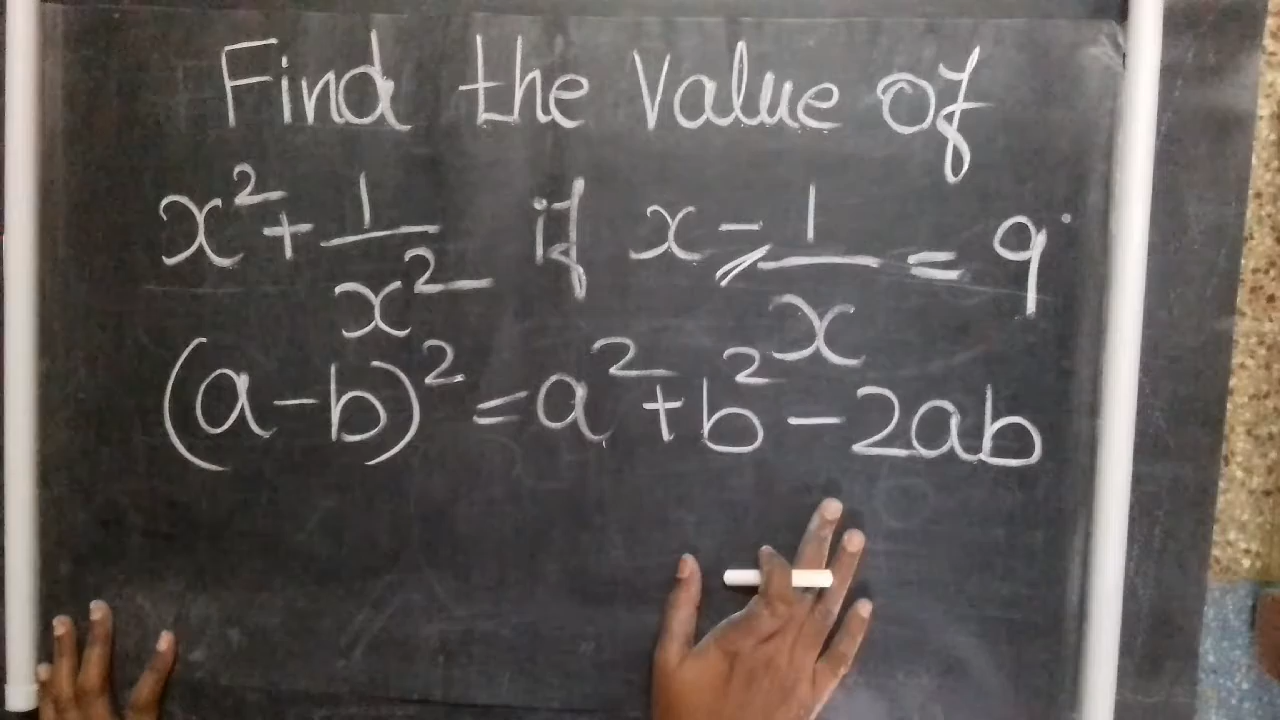 Find the Value of
x² + 1/x² if x - 1/x = 9
(a - b)² = a² + b² - 2ab